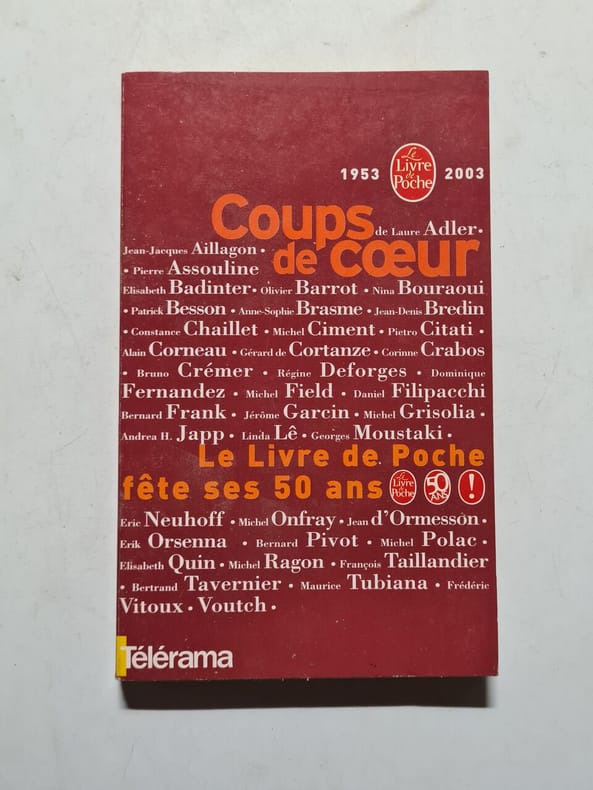 1953 Le Livre de Poche 2003
Coups de Laure Adler •
Jean-Jacques Aillagon •
de cœur
• Pierre Assouline
Elisabeth Badinter • Olivier Barrot • Nina Bouraoui
• Patrick Besson • Anne-Sophie Brasme • Jean-Denis Bredin
• Constance Chaillet • Michel Ciment • Pietro Citati •
Alain Corneau • Gérard de Cortanze • Corinne Crabos
• Bruno Crémer • Régine Deforges • Dominique
Fernandez • Michel Field • Daniel Filipacchi
Bernard Frank • Jérôme Garcin • Michel Grisolia •
Andrea H. Japp • Linda Lê • Georges Moustaki •
Le Livre de Poche
fête ses 50 ans Le Livre de Poche 50 ANS !
Eric Neuhoff • Michel Onfray • Jean d'Ormesson •
Erik Orsenna • Bernard Pivot • Michel Polac •
Elisabeth Quin • Michel Ragon • François Taillandier
• Bertrand Tavernier • Maurice Tubiana • Frédéric
Vitoux • Voutch •
Télérama